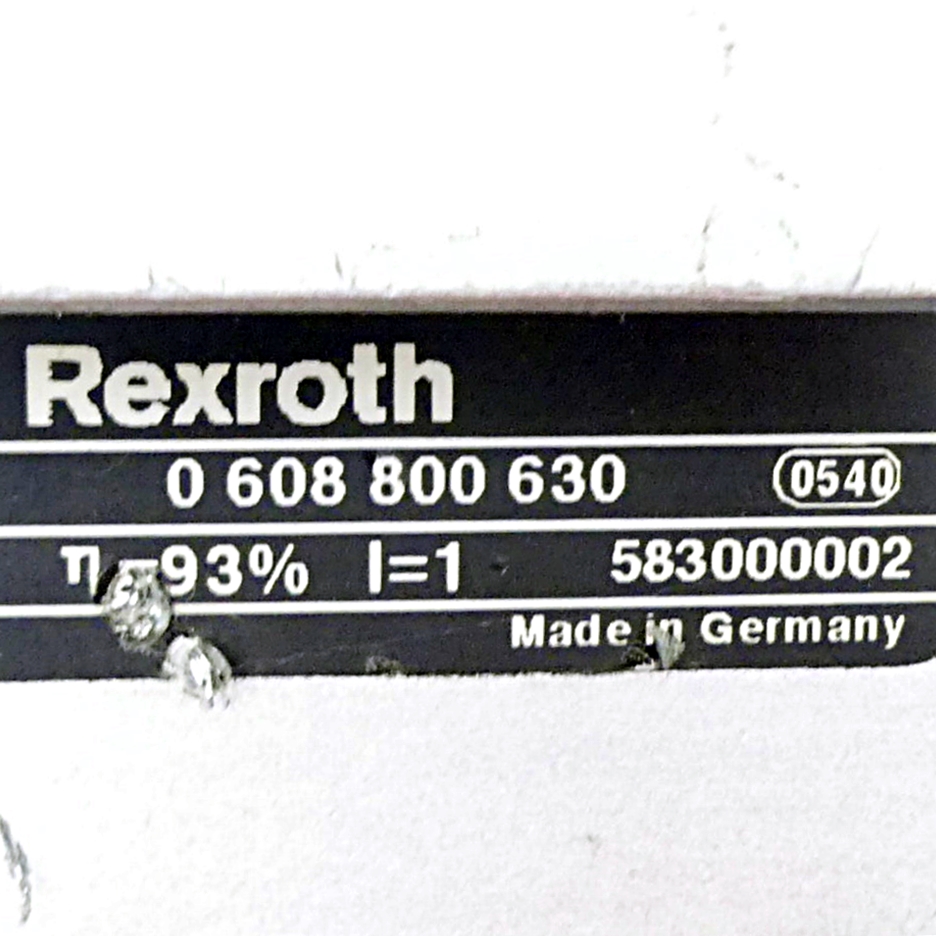 Rexroth
0 608 800 630 0540
η=93% I=1 583000002
Made in Germany